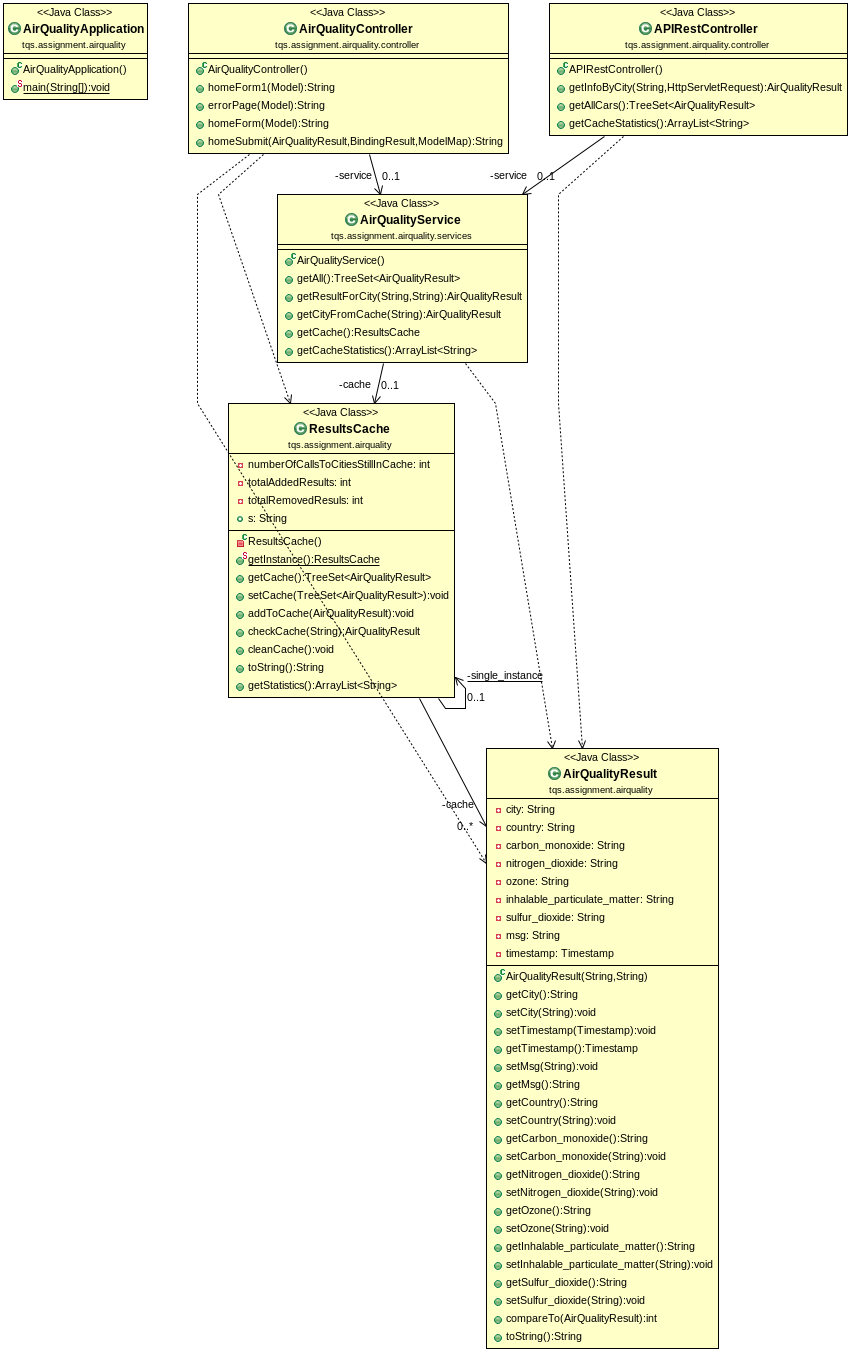 <<Java Class>>
AirQualityApplication
tqs.assignment.airquality
AirQualityApplication()
main(String[]):void
<<Java Class>>
AirQualityController
tqs.assignment.airquality.controller
AirQualityController()
homeForm1(Model):String
errorPage(Model):String
homeForm(Model):String
homeSubmit(AirQualityResult,BindingResult,ModelMap):String
<<Java Class>>
APIRestController
tqs.assignment.airquality.controller
APIRestController()
getInfoByCity(String,HttpServletRequest):AirQualityResult
getAllCars():TreeSet<AirQualityResult>
getCacheStatistics():ArrayList<String>
-service 0..1
-service 0..1
<<Java Class>>
AirQualityService
tqs.assignment.airquality.services
AirQualityService()
getAll():TreeSet<AirQualityResult>
getResultForCity(String,String):AirQualityResult
getCityFromCache(String):AirQualityResult
getCache():ResultsCache
getCacheStatistics():ArrayList<String>
-cache 0..1
<<Java Class>>
ResultsCache
tqs.assignment.airquality
numberOfCallsToCitiesStillInCache: int
totalAddedResults: int
totalRemovedResuls: int
s: String
ResultsCache()
getInstance():ResultsCache
getCache():TreeSet<AirQualityResult>
setCache(TreeSet<AirQualityResult>):void
addToCache(AirQualityResult):void
checkCache(String):AirQualityResult
cleanCache():void
toString():String
getStatistics():ArrayList<String>
-single_instance
0..1
-cache
0..*
<<Java Class>>
AirQualityResult
tqs.assignment.airquality
city: String
country: String
carbon_monoxide: String
nitrogen_dioxide: String
ozone: String
inhalable_particulate_matter: String
sulfur_dioxide: String
msg: String
timestamp: Timestamp
AirQualityResult(String,String)
getCity():String
setCity(String):void
setTimestamp(Timestamp):void
getTimestamp():Timestamp
setMsg(String):void
getMsg():String
getCountry():String
setCountry(String):void
getCarbon_monoxide():String
setCarbon_monoxide(String):void
getNitrogen_dioxide():String
setNitrogen_dioxide(String):void
getOzone():String
setOzone(String):void
getInhalable_particulate_matter():String
setInhalable_particulate_matter(String):void
getSulfur_dioxide():String
setSulfur_dioxide(String):void
compareTo(AirQualityResult):int
toString():String